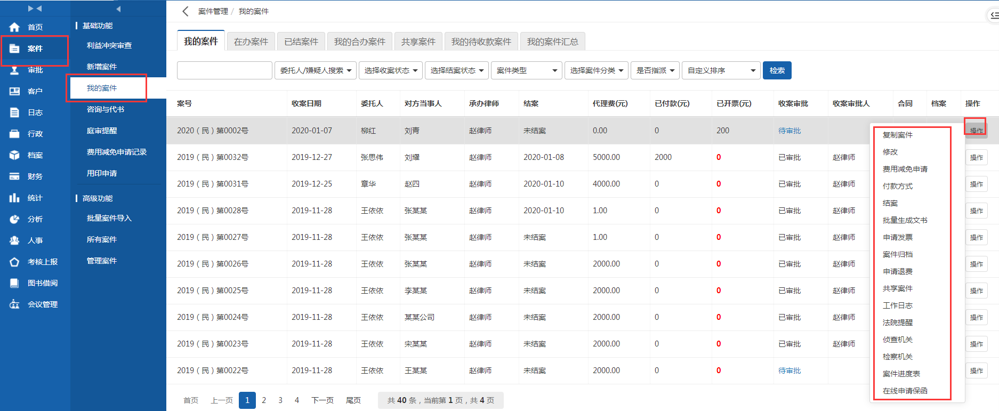 首页
案件
审批
客户
日志
行政
档案
财务
统计
分析
人事
考核上报
图书借阅
会议管理
基础功能
利益冲突审查
新增案件
我的案件
咨询与代书
庭审提醒
费用减免申请记录
用印申请
高级功能
批量案件导入
所有案件
管理案件
案件管理 / 我的案件
我的案件 在办案件 已结案件 我的合办案件 共享案件 我的待收款案件 我的案件汇总
委托人/嫌疑人搜索 选择收案状态 选择结案状态 案件类型 选择案件分类 是否指派 自定义排序 检索
案号 收案日期 委托人 对方当事人 承办律师 结案 代理费(元) 已付款(元) 已开票(元) 收案审批 收案审批人 合同 档案 操作
2020（民）第0002号 2020-01-07 柳红 刘青 赵律师 未结案 0.00 0 200 待审批 操作
2019（民）第0032号 2019-12-27 张思伟 刘耀 赵律师 2020-01-08 5000.00 2000 0 已审批 赵律师 操作
2019（民）第0031号 2019-12-25 章华 赵四 赵律师 2020-01-10 4000.00 0 0 已审批 赵律师 操作
2019（民）第0028号 2019-11-28 王依依 张某某 赵律师 2020-01-10 1.00 0 0 已审批 赵律师 操作
2019（民）第0027号 2019-11-28 王依依 张某某 赵律师 未结案 1.00 0 0 已审批 赵律师 操作
2019（民）第0026号 2019-11-28 王依依 张某某 赵律师 未结案 2000.00 0 0 已审批 赵律师 操作
2019（民）第0025号 2019-11-28 王依依 李某某 赵律师 未结案 2000.00 0 0 已审批 赵律师 操作
2019（民）第0024号 2019-11-28 王依依 某某公司 赵律师 未结案 2000.00 0 0 已审批 赵律师 操作
2019（民）第0023号 2019-11-28 王依依 宋某某 赵律师 未结案 2000.00 0 0 已审批 赵律师 操作
2019（民）第0022号 2019-11-28 王依依 王某某 赵律师 未结案 2000.00 0 0 待审批 操作
复制案件
修改
费用减免申请
付款方式
结案
批量生成文书
申请发票
案件归档
申请退费
共享案件
工作日志
法院提醒
侦查机关
检察机关
案件进度表
在线申请保函
首页 上一页 1 2 3 4 下一页 尾页 共 40 条，当前第 1 页，共 4 页